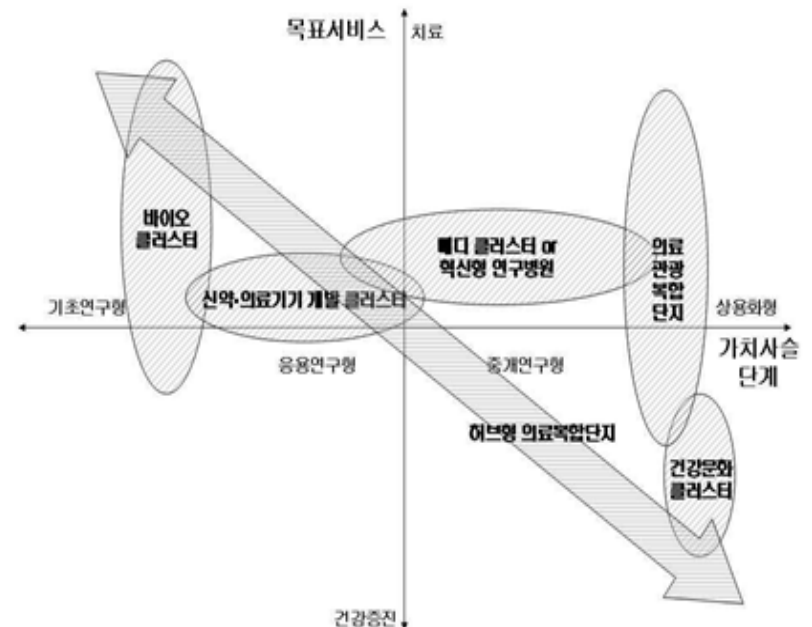 목표서비스
치료
바이오
클러스터
메디 클러스터 or
혁신형 연구병원
의료
관광
복합
단지
신약·의료기기 개발 클러스터
기초연구형
상용화형
가치사슬
단계
응용연구형
중개연구형
허브형 의료복합단지
건강문화
클러스터
건강증진